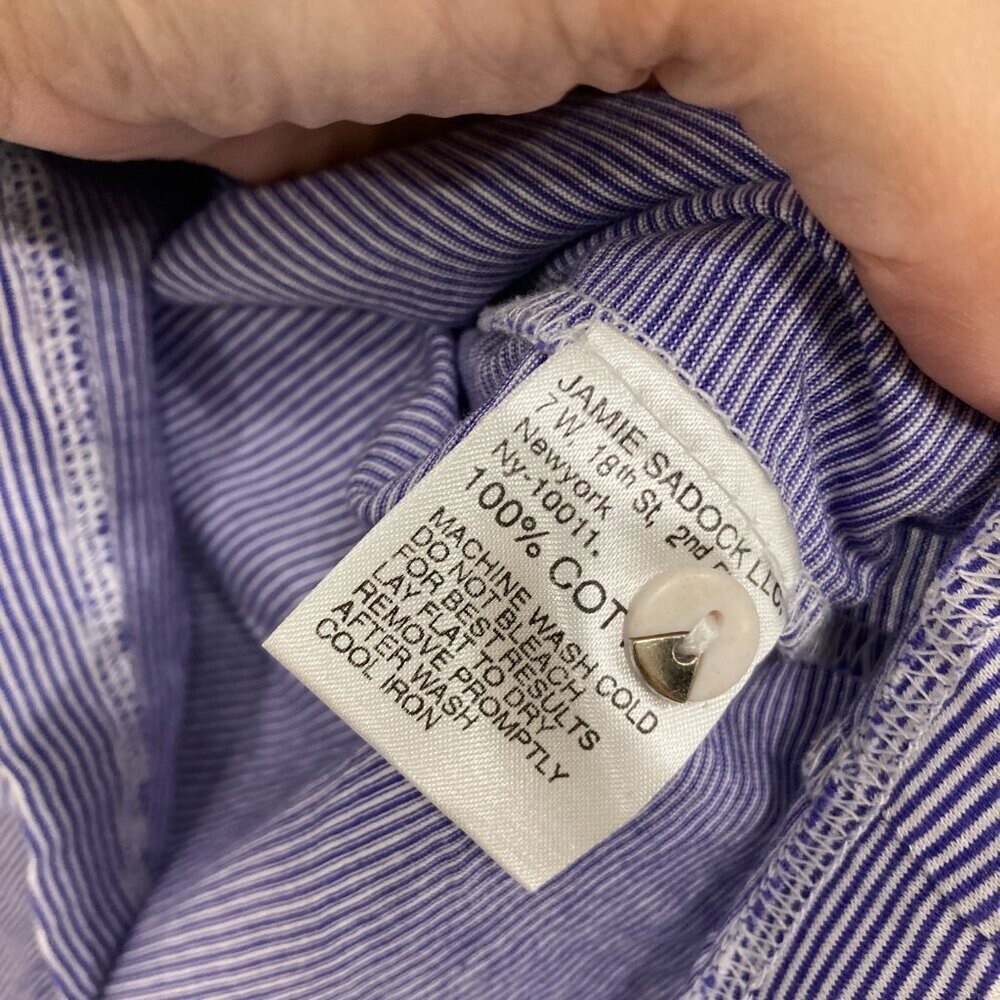 JAMIE SADOCK LLC.
7 W. 18th St, 2nd
Newyork
Ny-10011.
100% COT
MACHINE WASH COLD
DO NOT BLEACH
FOR BEST RESULTS
LAY FLAT TO DRY
REMOVE PROMPTLY
AFTER WASH
COOL IRON